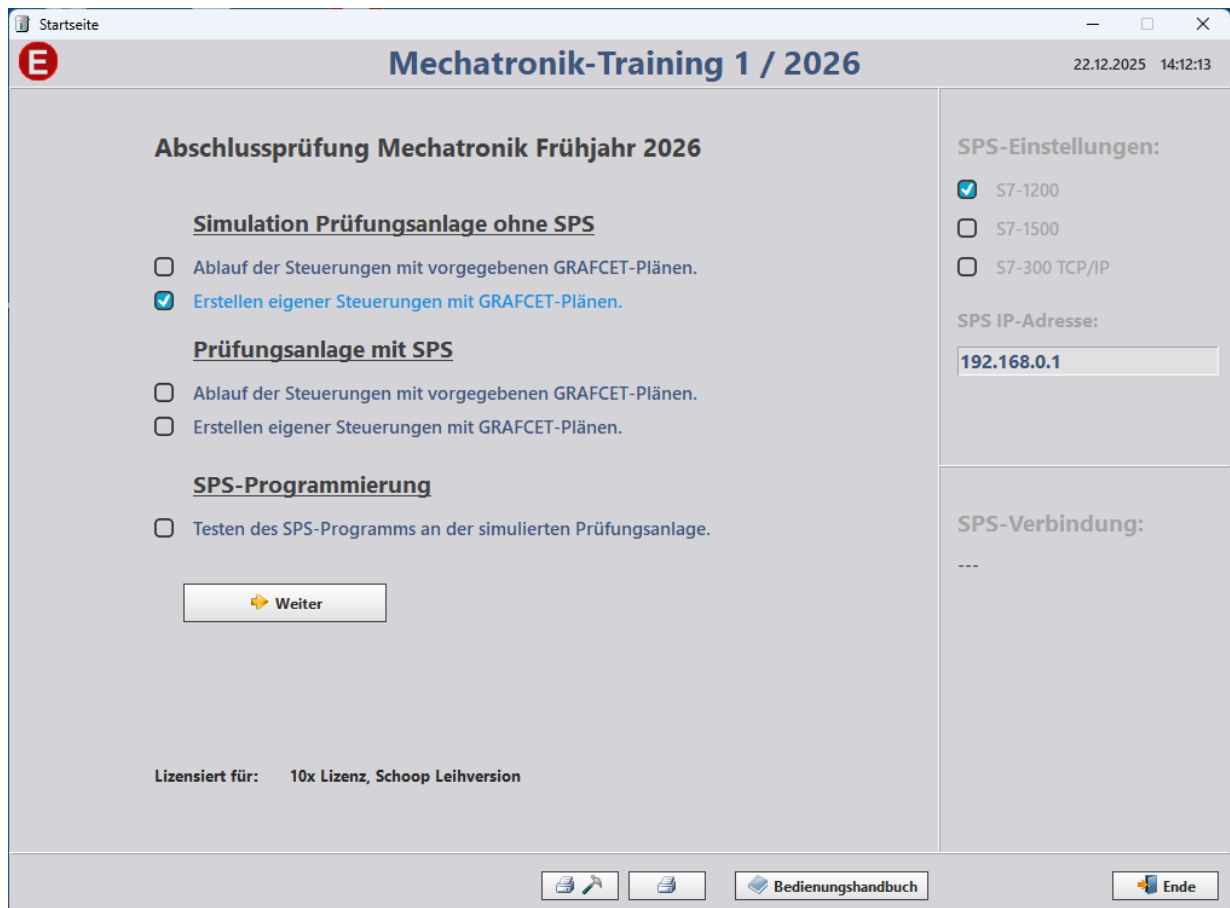 Startseite
E
Mechatronik-Training 1 / 2026
22.12.2025 14:12:13
Abschlussprüfung Mechatronik Frühjahr 2026
Simulation Prüfungsanlage ohne SPS
Ablauf der Steuerungen mit vorgegebenen GRAFCET-Plänen.
Erstellen eigener Steuerungen mit GRAFCET-Plänen.
Prüfungsanlage mit SPS
Ablauf der Steuerungen mit vorgegebenen GRAFCET-Plänen.
Erstellen eigener Steuerungen mit GRAFCET-Plänen.
SPS-Programmierung
Testen des SPS-Programms an der simulierten Prüfungsanlage.
Weiter
Lizensiert für: 10x Lizenz, Schoop Leihversion
SPS-Einstellungen:
S7-1200
S7-1500
S7-300 TCP/IP
SPS IP-Adresse:
192.168.0.1
SPS-Verbindung:
---
Bedienungshandbuch
Ende